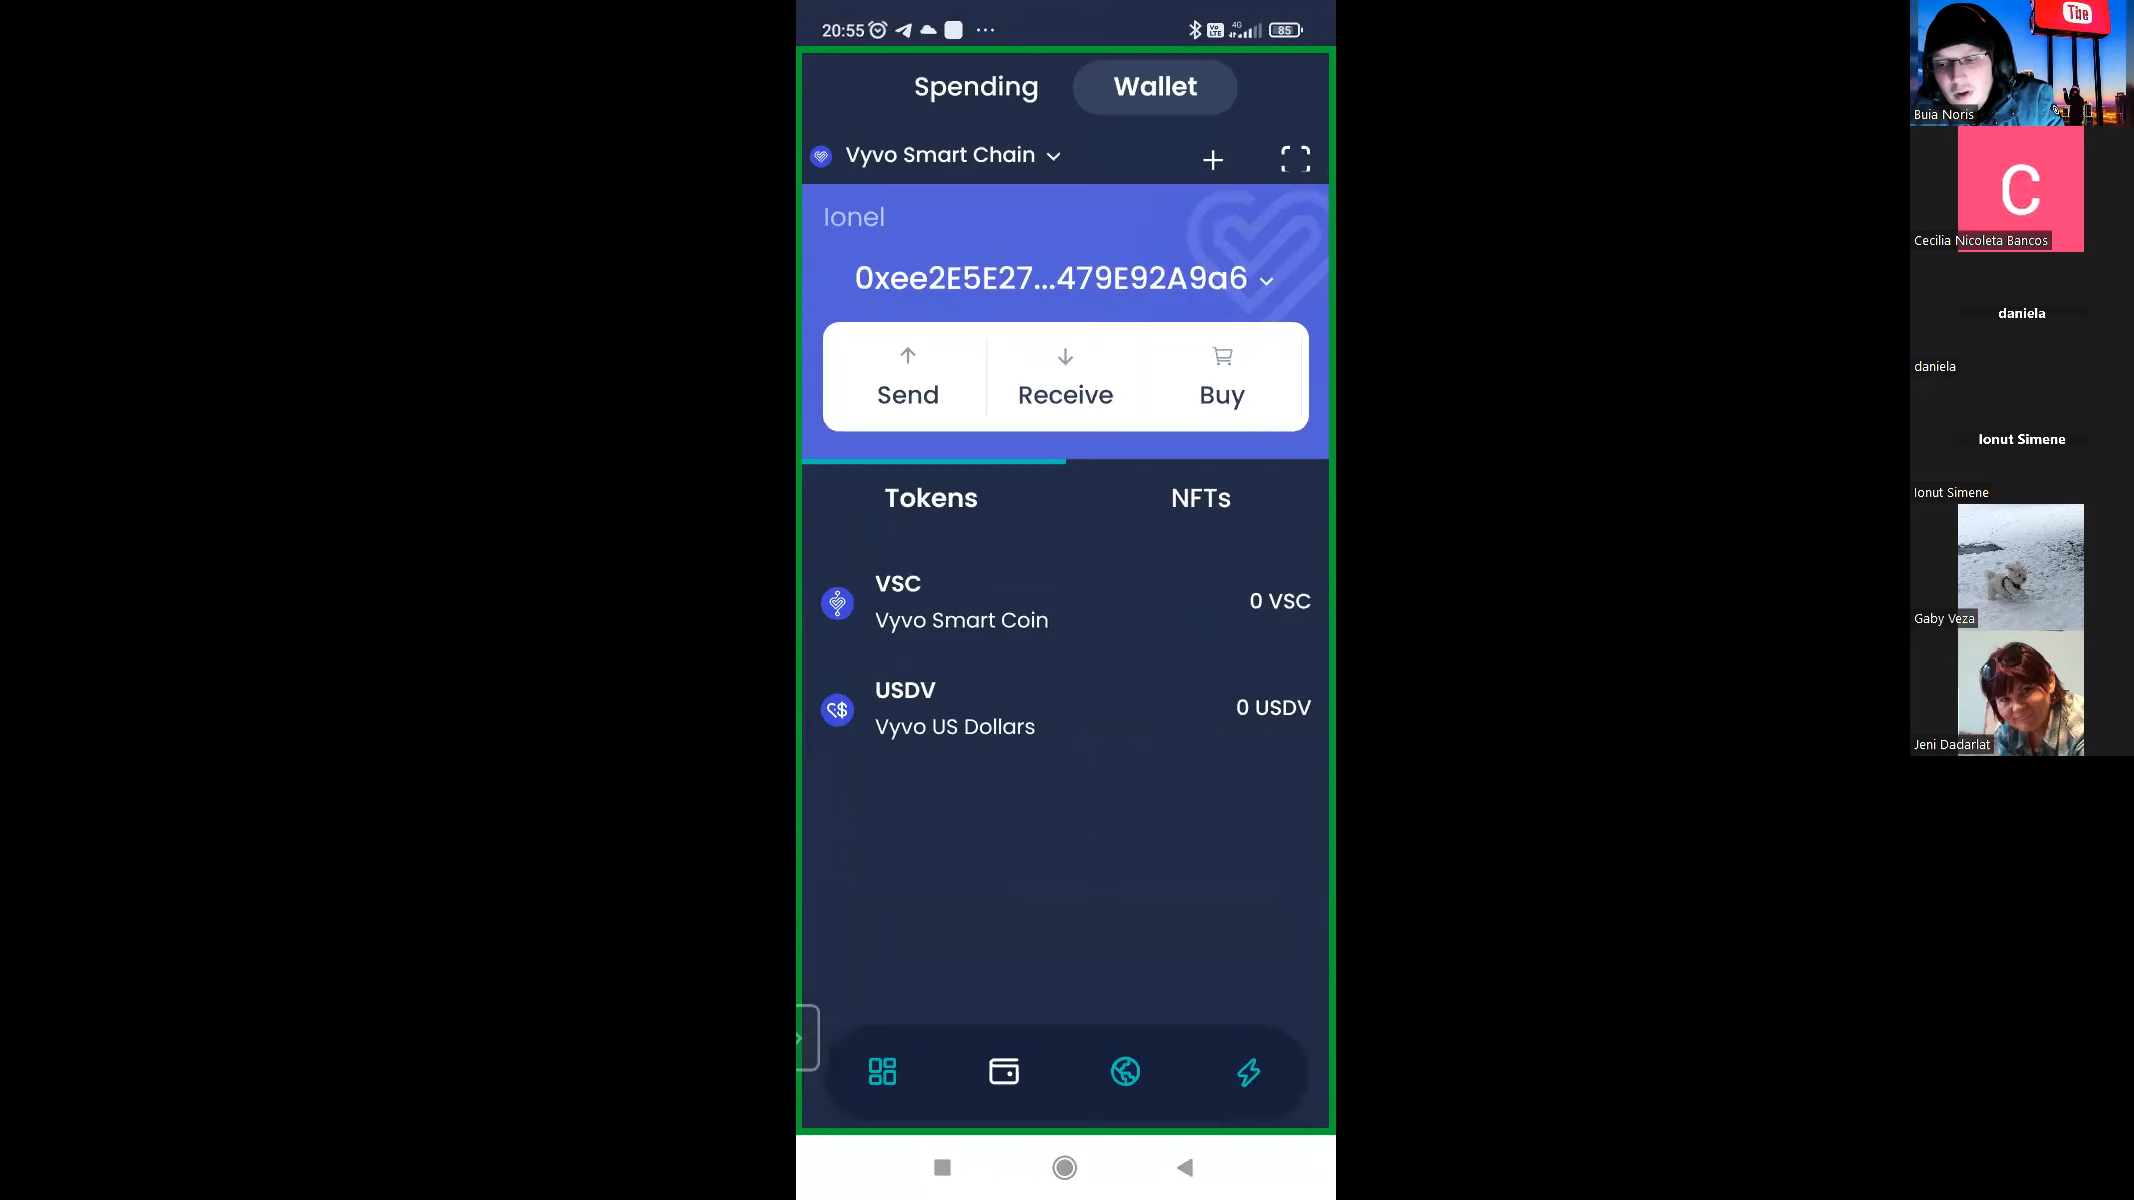 20:55
4G
85
Spending
Wallet
Vyvo Smart Chain
Ionel
0xee2E5E27...479E92A9a6
Send
Receive
Buy
Tokens
NFTs
VSC
Vyvo Smart Coin
0 VSC
USDV
Vyvo US Dollars
0 USDV
Buia Noris
C
Cecilia Nicoleta Bancos
daniela
daniela
Ionut Simene
Ionut Simene
Gaby Veza
Jeni Dadarlat